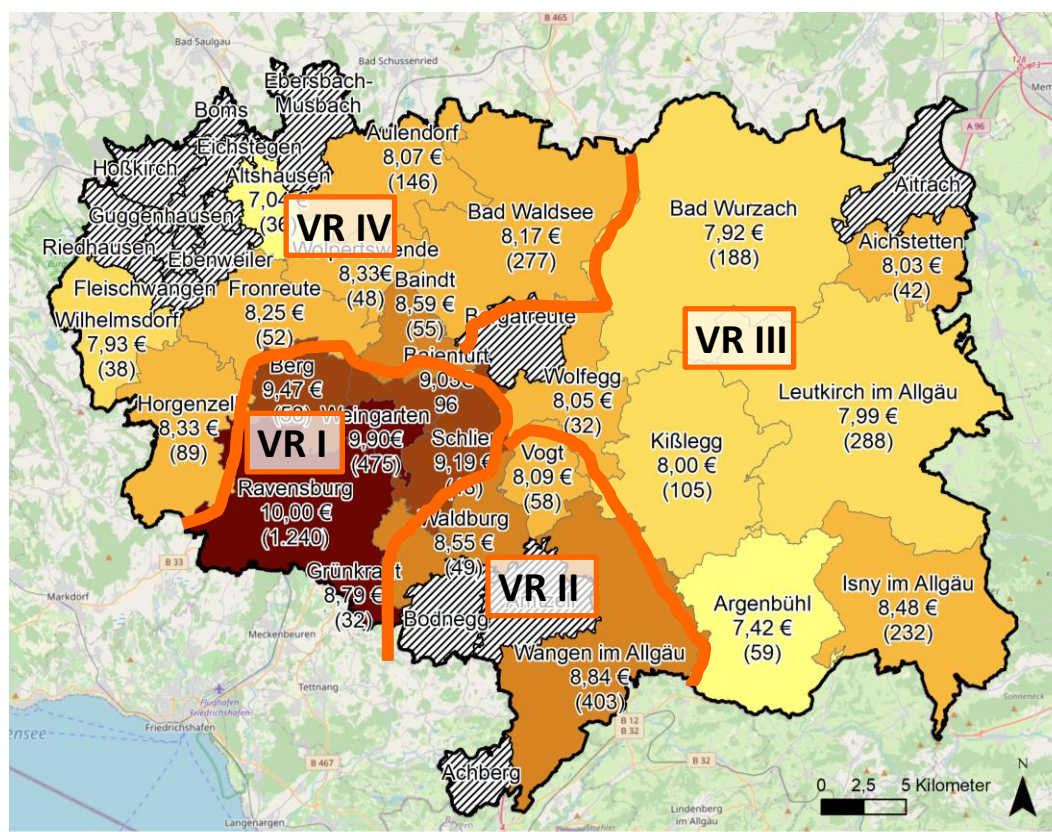 B 465
Bad Saulgau
Bad Schussenried
Ebersbach-
Musbach
Boms
Eichstegen
Hoßkirch
Altshausen
7,04 €
(36)
Guggenhausen
Riedhausen
Ebenweiler
Fleischwangen
Wilhelmsdorf
7,93 €
(38)
Aulendorf
8,07 €
(146)
VR IV
8,33€
(48)
Bad Waldsee
8,17 €
(277)
Baindt
8,59 €
(55)
Fronreute
8,25 €
(52)
Horgenzell
8,33 €
(89)
Bad Wurzach
7,92 €
(188)
A 96
Aitrach
Aichstetten
8,03 €
(42)
VR III
Leutkirch im Allgäu
7,99 €
(288)
Wolfegg
8,05 €
(32)
Kißlegg
8,00 €
(105)
Berg
9,47 €
Baienfurt
96
Weingarten
9,90€
(475)
VR I
9,19 €
Ravensburg
10,00 €
(1.240)
Vogt
8,09 €
(58)
Waldburg
8,55 €
(49)
Grünkraut
8,79 €
(32)
VR II
Bodnegg
Wangen im Allgäu
8,84 €
(403)
Argenbühl
7,42 €
(59)
Isny im Allgäu
8,48 €
(232)
Achberg
B 33
Markdorf
Meckenbeuren
Tettnang
Flughafen
Friedrichshafen
Friedrichshafen
B 467
Langenargen
B 12
B 32
B 32
Lindenberg
im Allgäu
Sonneneck
N
0 2,5 5 Kilometer